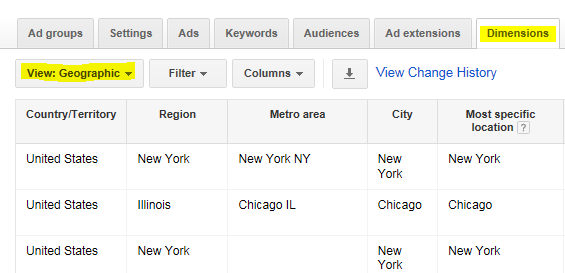 Ad groups Settings Ads Keywords Audiences Ad extensions Dimensions
View: Geographic Filter Columns View Change History
Country/Territory Region Metro area City Most specific
location ?
United States New York New York NY New New York
York
United States Illinois Chicago IL Chicago Chicago
United States New York New New York
York